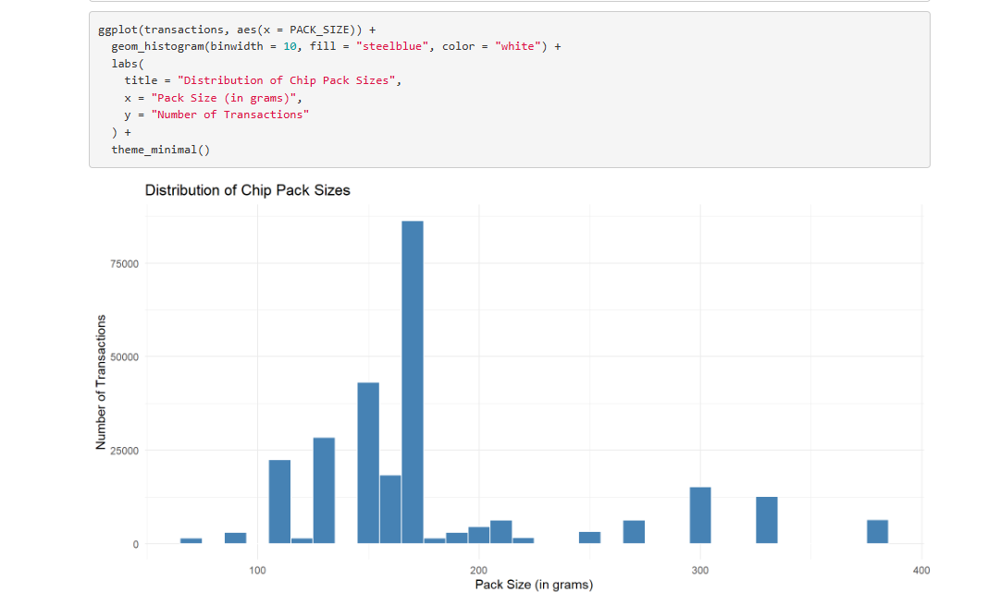 ggplot(transactions, aes(x = PACK_SIZE)) +
  geom_histogram(binwidth = 10, fill = "steelblue", color = "white") +
  labs(
    title = "Distribution of Chip Pack Sizes",
    x = "Pack Size (in grams)",
    y = "Number of Transactions"
  ) +
  theme_minimal()
Distribution of Chip Pack Sizes
Number of Transactions
75000
50000
25000
0
100 200 300 400
Pack Size (in grams)